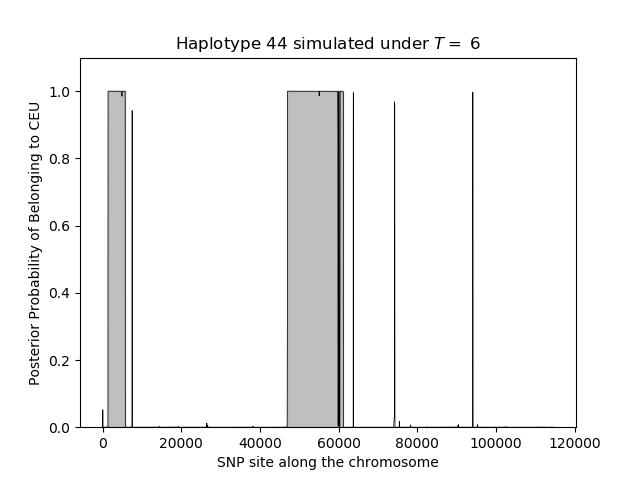 Haplotype 44 simulated under T = 6
Posterior Probability of Belonging to CEU
1.0
0.8
0.6
0.4
0.2
0.0
0 20000 40000 60000 80000 100000 120000
SNP site along the chromosome